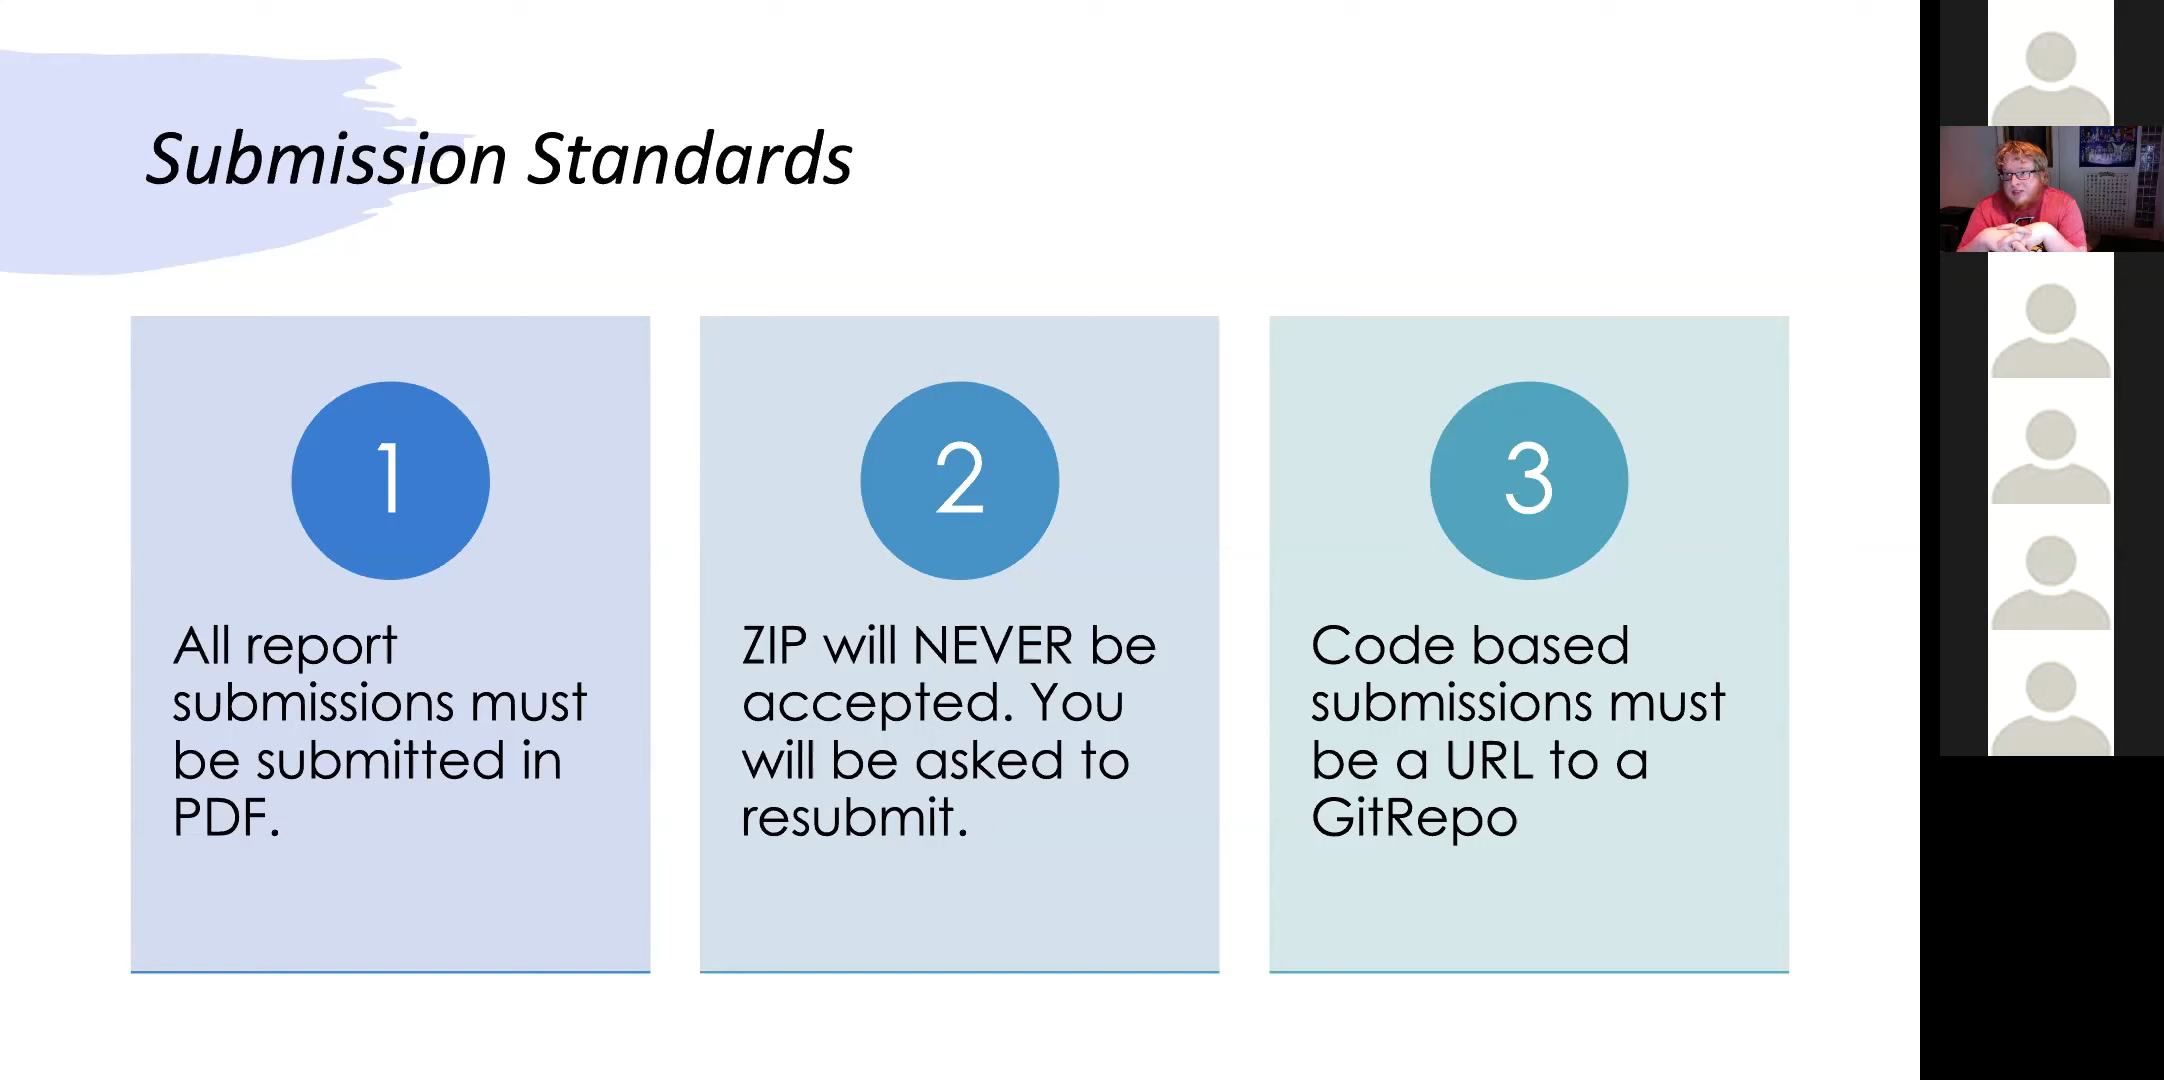 Submission Standards
1
All report
submissions must
be submitted in
PDF.
2
ZIP will NEVER be
accepted. You
will be asked to
resubmit.
3
Code based
submissions must
be a URL to a
GitRepo